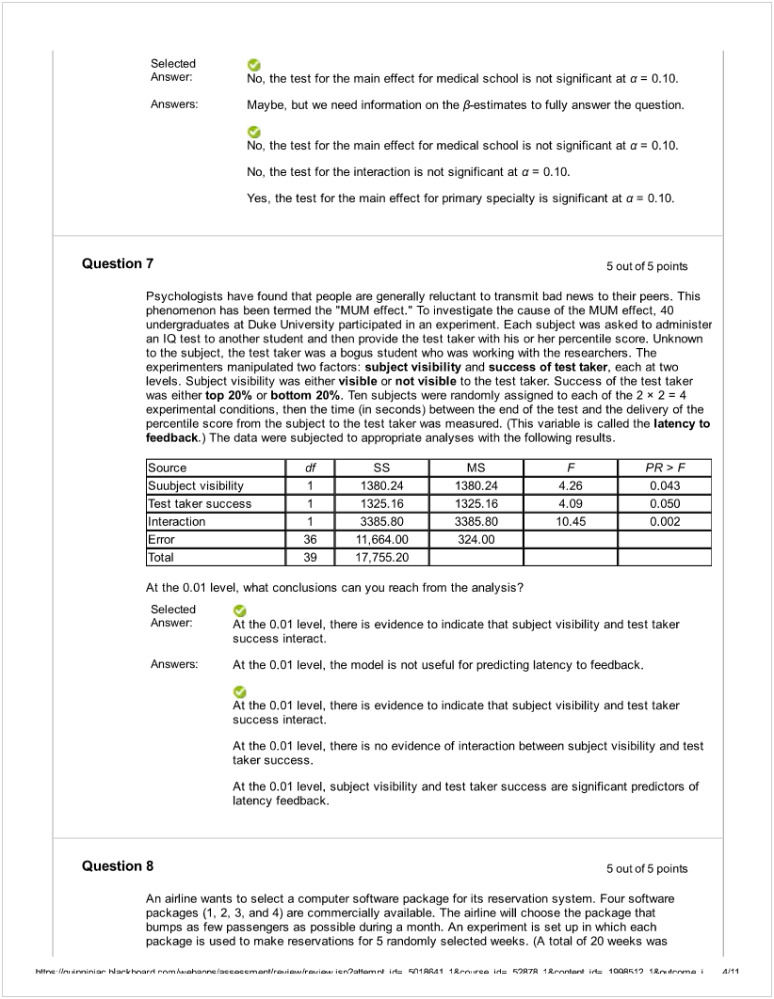 Selected
Answer:
No, the test for the main effect for medical school is not significant at α = 0.10.
Answers:
Maybe, but we need information on the β-estimates to fully answer the question.
No, the test for the main effect for medical school is not significant at α = 0.10.
No, the test for the interaction is not significant at α = 0.10.
Yes, the test for the main effect for primary specialty is significant at α = 0.10.
Question 7
5 out of 5 points
Psychologists have found that people are generally reluctant to transmit bad news to their peers. This
phenomenon has been termed the "MUM effect." To investigate the cause of the MUM effect, 40
undergraduates at Duke University participated in an experiment. Each subject was asked to administer
an IQ test to another student and then provide the test taker with his or her percentile score. Unknown
to the subject, the test taker was a bogus student who was working with the researchers. The
experimenters manipulated two factors: subject visibility and success of test taker, each at two
levels. Subject visibility was either visible or not visible to the test taker. Success of the test taker
was either top 20% or bottom 20%. Ten subjects were randomly assigned to each of the 2 × 2 = 4
experimental conditions, then the time (in seconds) between the end of the test and the delivery of the
percentile score from the subject to the test taker was measured. (This variable is called the latency to
feedback.) The data were subjected to appropriate analyses with the following results.
Source df SS MS F PR > F
Suubject visibility 1 1380.24 1380.24 4.26 0.043
Test taker success 1 1325.16 1325.16 4.09 0.050
Interaction 1 3385.80 3385.80 10.45 0.002
Error 36 11,664.00 324.00
Total 39 17,755.20
At the 0.01 level, what conclusions can you reach from the analysis?
Selected
Answer:
At the 0.01 level, there is evidence to indicate that subject visibility and test taker
success interact.
Answers:
At the 0.01 level, the model is not useful for predicting latency to feedback.
At the 0.01 level, there is evidence to indicate that subject visibility and test taker
success interact.
At the 0.01 level, there is no evidence of interaction between subject visibility and test
taker success.
At the 0.01 level, subject visibility and test taker success are significant predictors of
latency feedback.
Question 8
5 out of 5 points
An airline wants to select a computer software package for its reservation system. Four software
packages (1, 2, 3, and 4) are commercially available. The airline will choose the package that
bumps as few passengers as possible during a month. An experiment is set up in which each
package is used to make reservations for 5 randomly selected weeks. (A total of 20 weeks was
https://quinnipiac.blackboard.com/webapps/assessment/review/review.jsp?attempt_id=_5018641_1&course_id=_52878_1&content_id=_1998512_1&outcome_i… 4/11